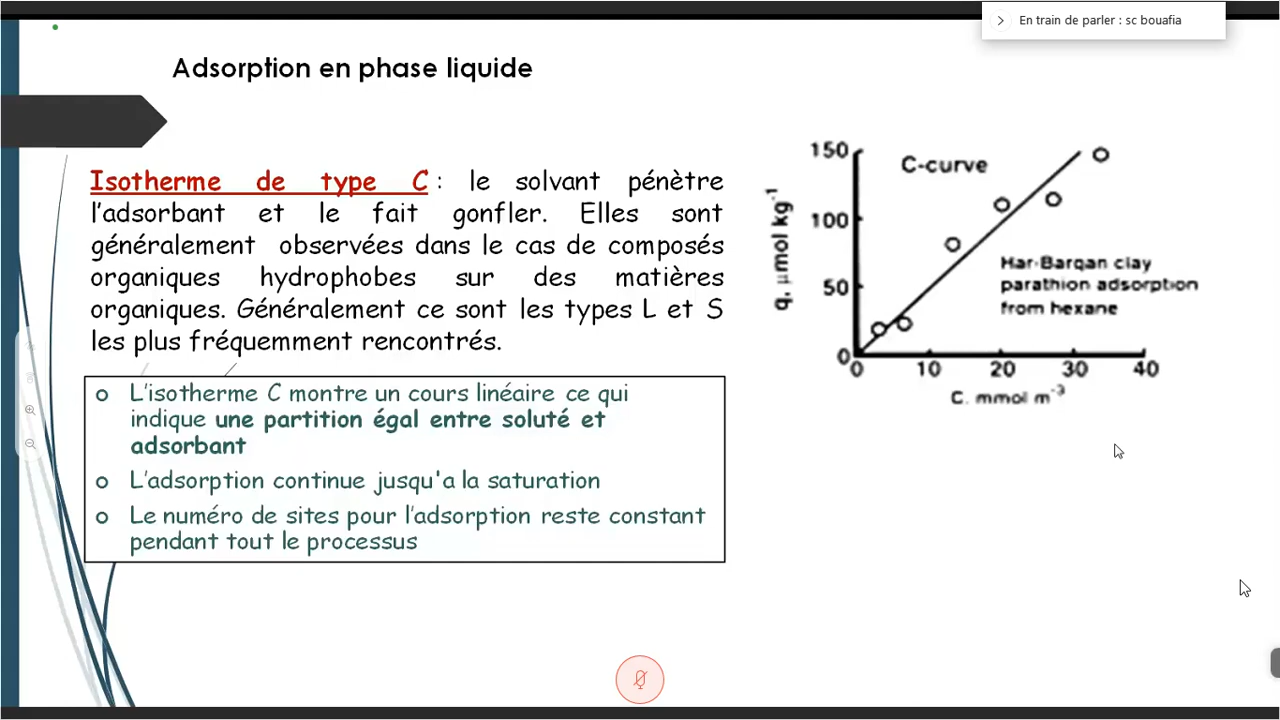 En train de parler : sc bouafia
Adsorption en phase liquide
Isotherme de type C : le solvant pénètre
l’adsorbant et le fait gonfler. Elles sont
généralement observées dans le cas de composés
organiques hydrophobes sur des matières
organiques. Généralement ce sont les types L et S
les plus fréquemment rencontrés.
o L’isotherme C montre un cours linéaire ce qui
indique une partition égal entre soluté et
adsorbant
o L’adsorption continue jusqu'a la saturation
o Le numéro de sites pour l’adsorption reste constant
pendant tout le processus
C-curve
150
100
50
0
q, µmol kg⁻¹
Har-Barqan clay
parathion adsorption
from hexane
0 10 20 30 40
C. mmol m⁻³